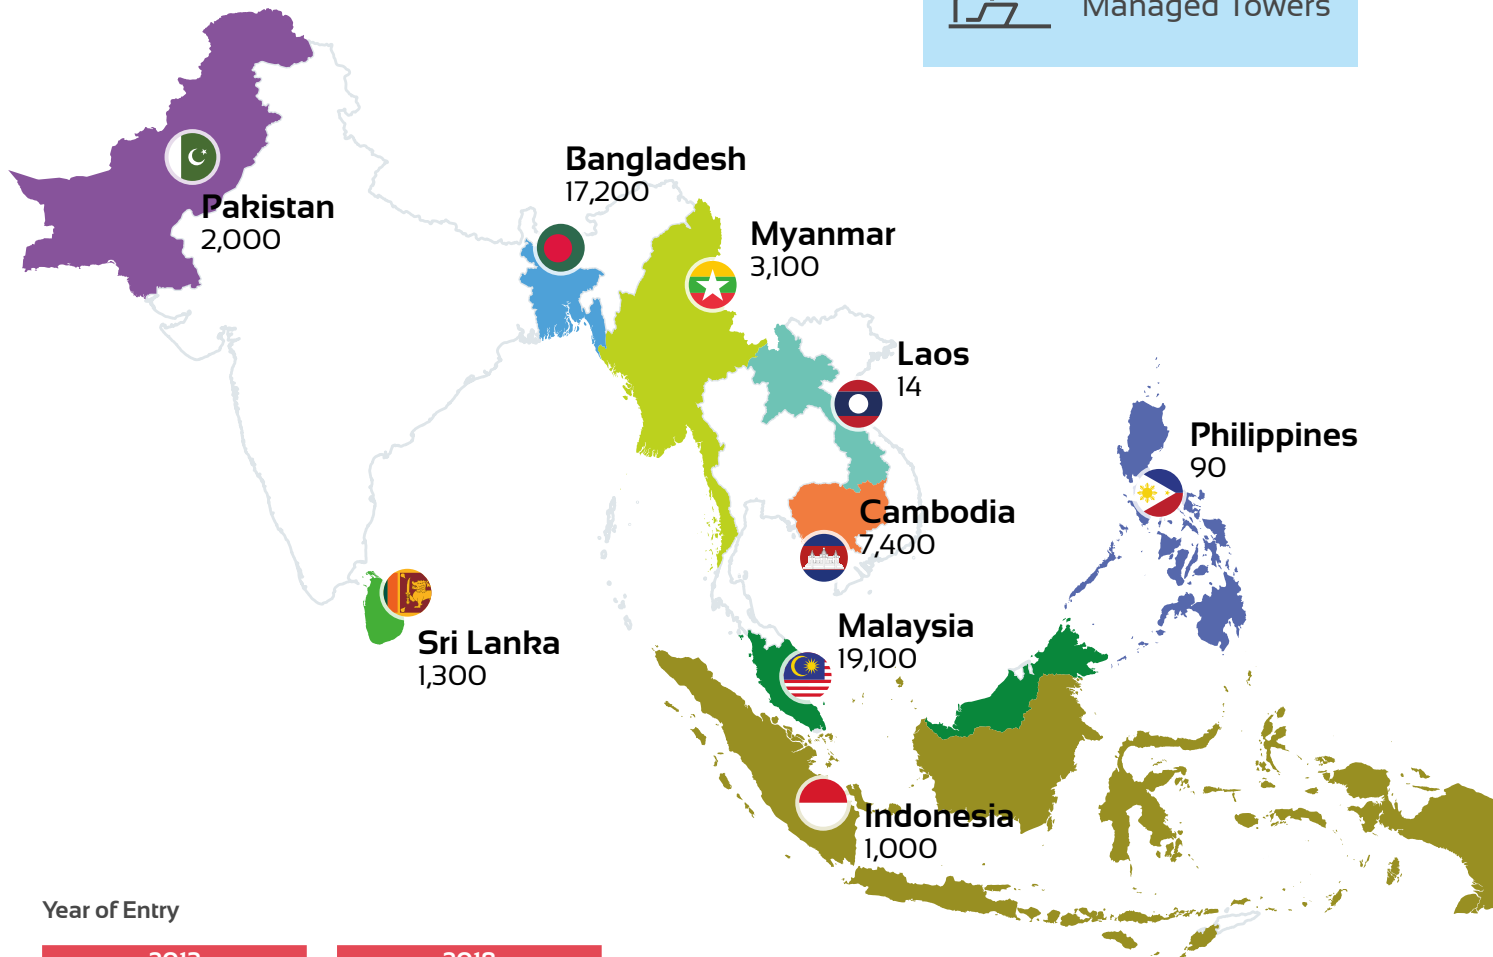 Managed Towers
Bangladesh
17,200
Pakistan
2,000
Myanmar
3,100
Laos
14
Philippines
90
Cambodia
7,400
Sri Lanka
1,300
Malaysia
19,100
Indonesia
1,000
Year of Entry
2018